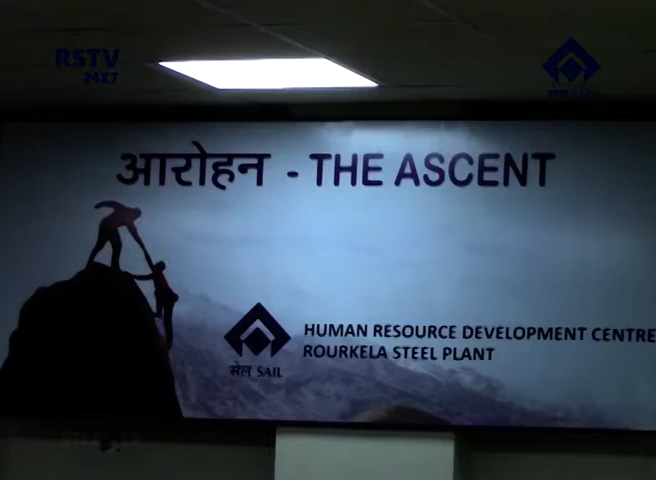 RSTV
24X7
आरोहन - THE ASCENT
सेल SAIL
HUMAN RESOURCE DEVELOPMENT CENTRE
ROURKELA STEEL PLANT